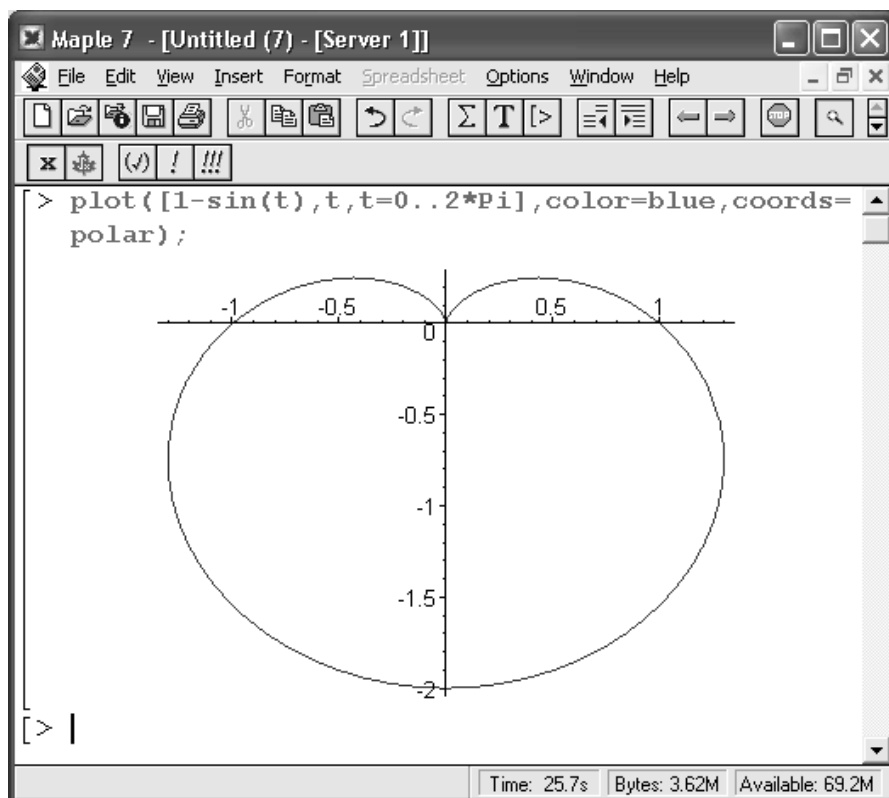 Maple 7 - [Untitled (7) - [Server 1]]
File Edit View Insert Format Spreadsheet Options Window Help
Σ T [>
STOP
x (√) ! !!!
[> plot([1-sin(t),t,t=0..2*Pi],color=blue,coords=
polar);
-1 -0.5 0.5 1
0
-0.5
-1
-1.5
-2
[>
Time: 25.7s Bytes: 3.62M Available: 69.2M